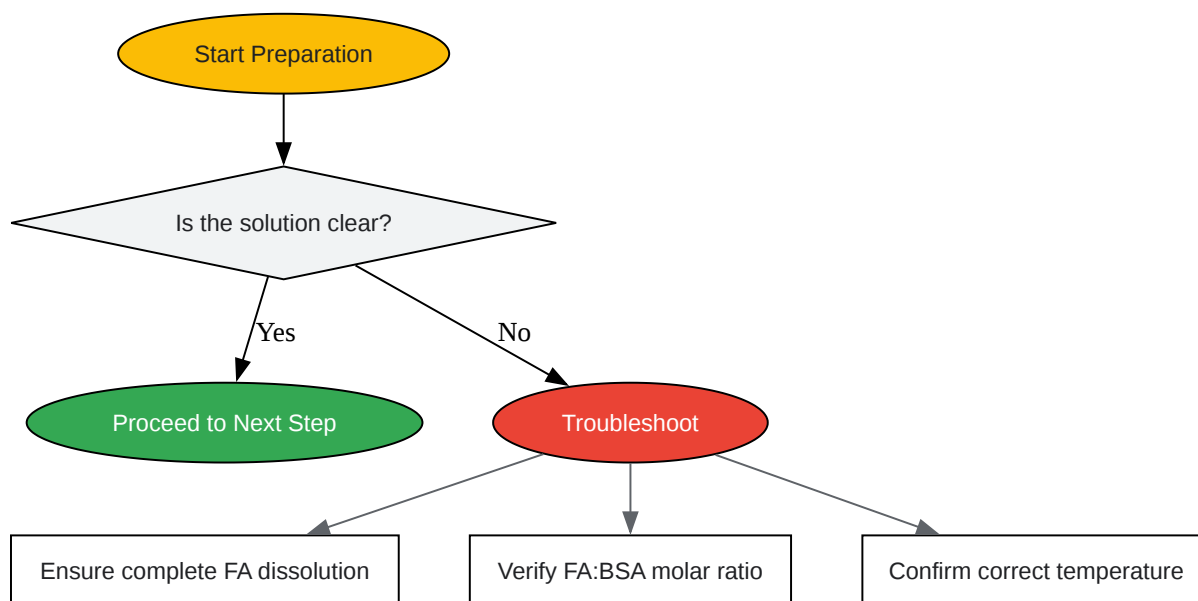 Start Preparation
Is the solution clear?
Yes
No
Proceed to Next Step
Troubleshoot
Ensure complete FA dissolution
Verify FA:BSA molar ratio
Confirm correct temperature